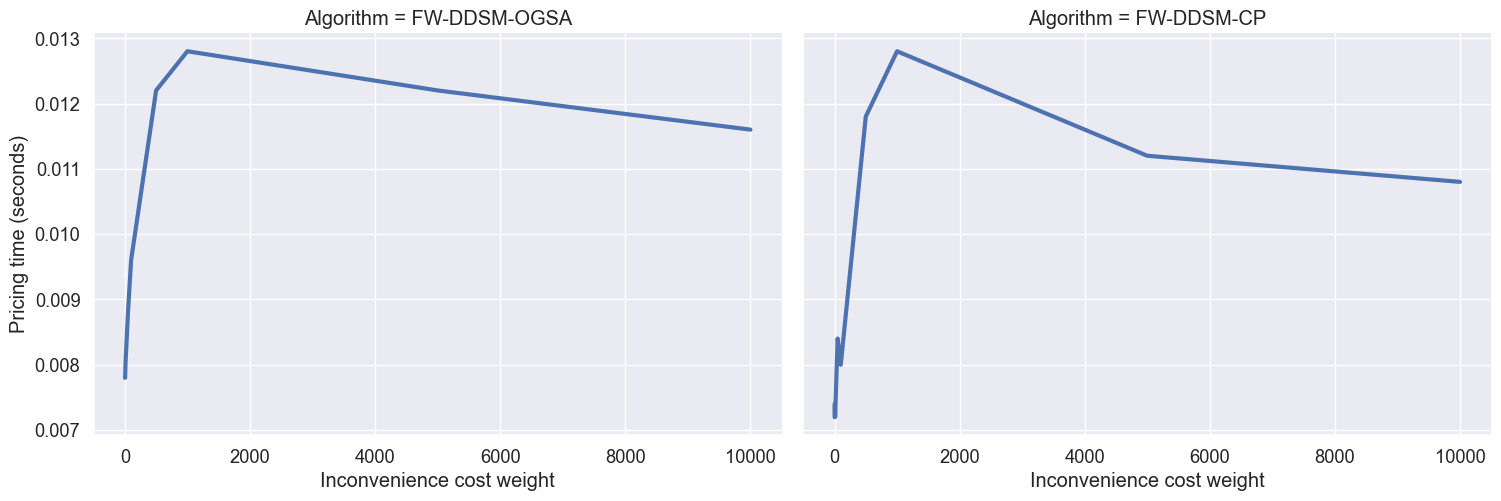 Algorithm = FW-DDSM-OGSA
Algorithm = FW-DDSM-CP
Pricing time (seconds)
0.013
0.012
0.011
0.010
0.009
0.008
0.007
0 2000 4000 6000 8000 10000
0 2000 4000 6000 8000 10000
Inconvenience cost weight
Inconvenience cost weight